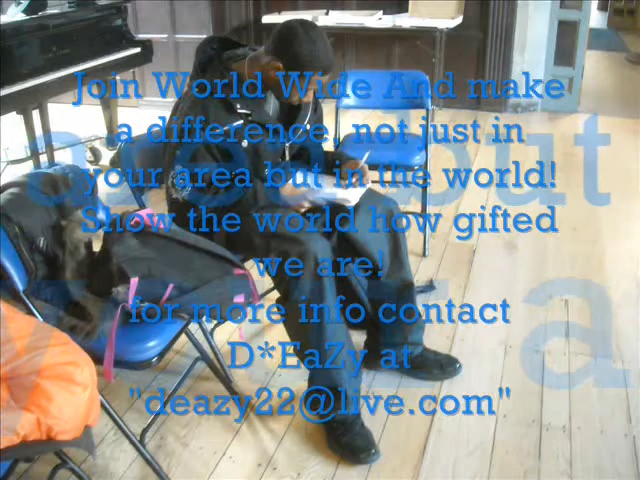 Join World Wide And make
a difference, not just in
your area but in the world!
Show the world how gifted
we are!
for more info contact
D*EaZy at
"deazy22@live.com"